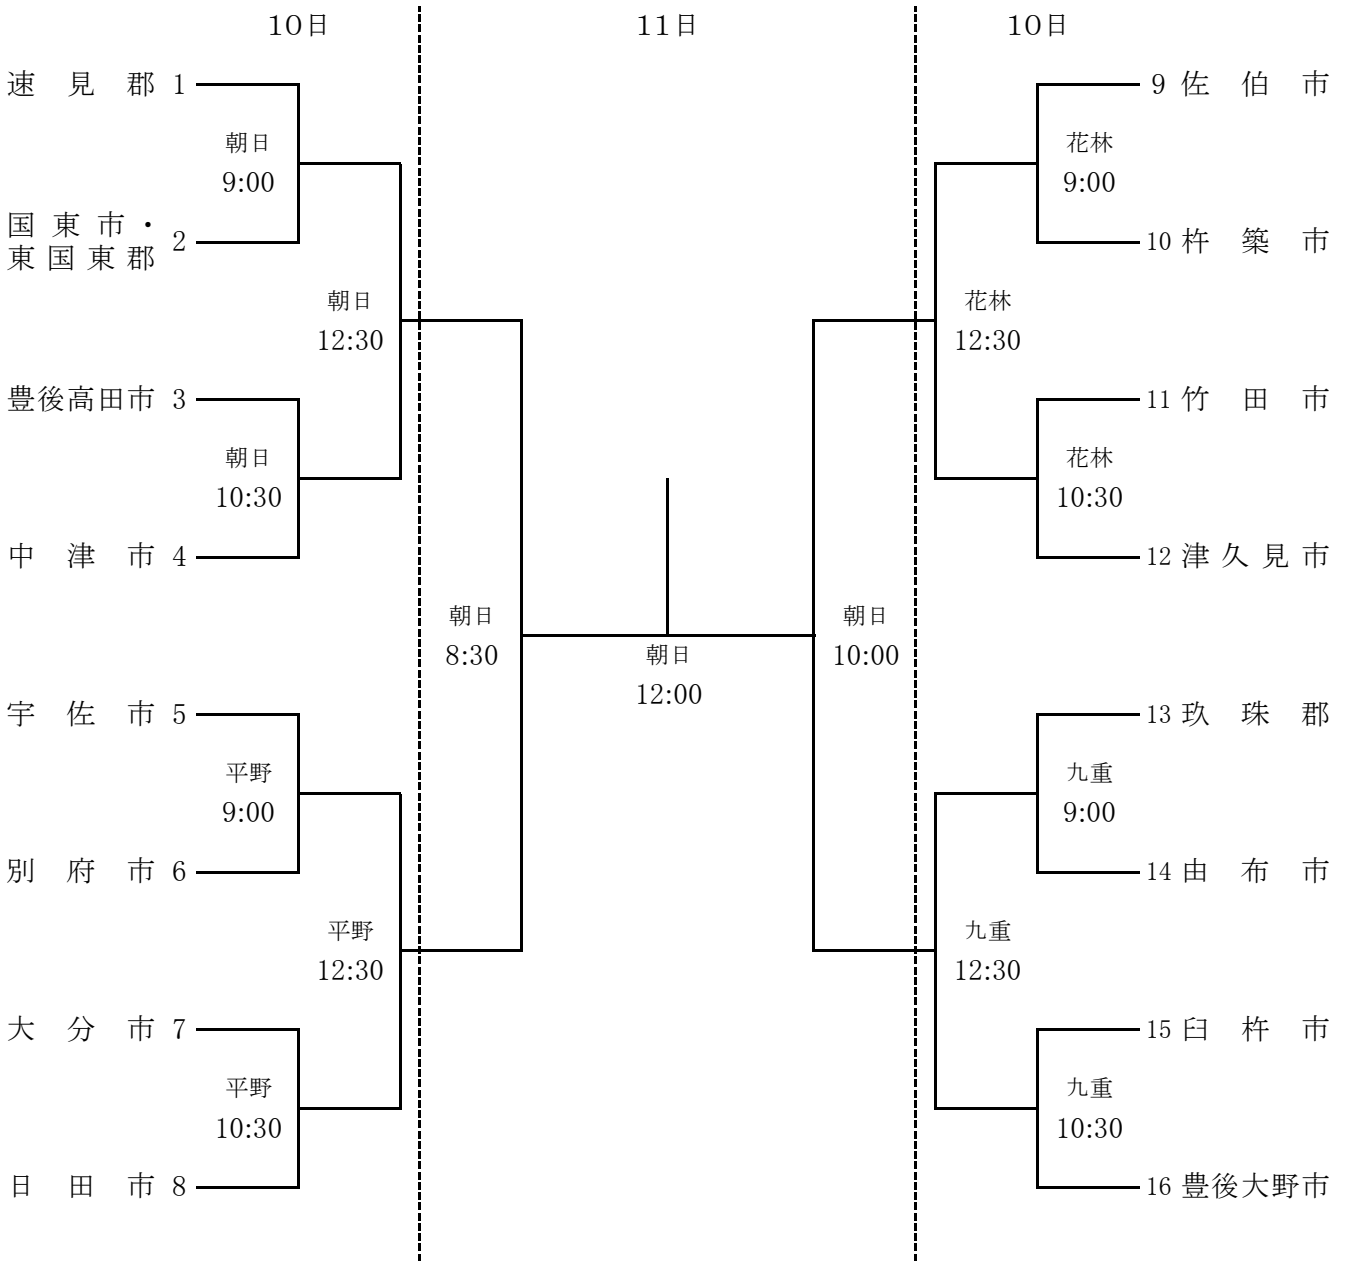 10日
11日
10日
速見郡 1
朝日
9:00
国東市・
東国東郡 2
朝日
12:30
豊後高田市 3
朝日
10:30
中津市 4
朝日
8:30
宇佐市 5
平野
9:00
別府市 6
平野
12:30
大分市 7
平野
10:30
日田市 8
朝日
12:00
朝日
10:00
9 佐伯市
花林
9:00
10 杵築市
花林
12:30
11 竹田市
花林
10:30
12 津久見市
13 玖珠郡
九重
9:00
14 由布市
九重
12:30
15 臼杵市
九重
10:30
16 豊後大野市